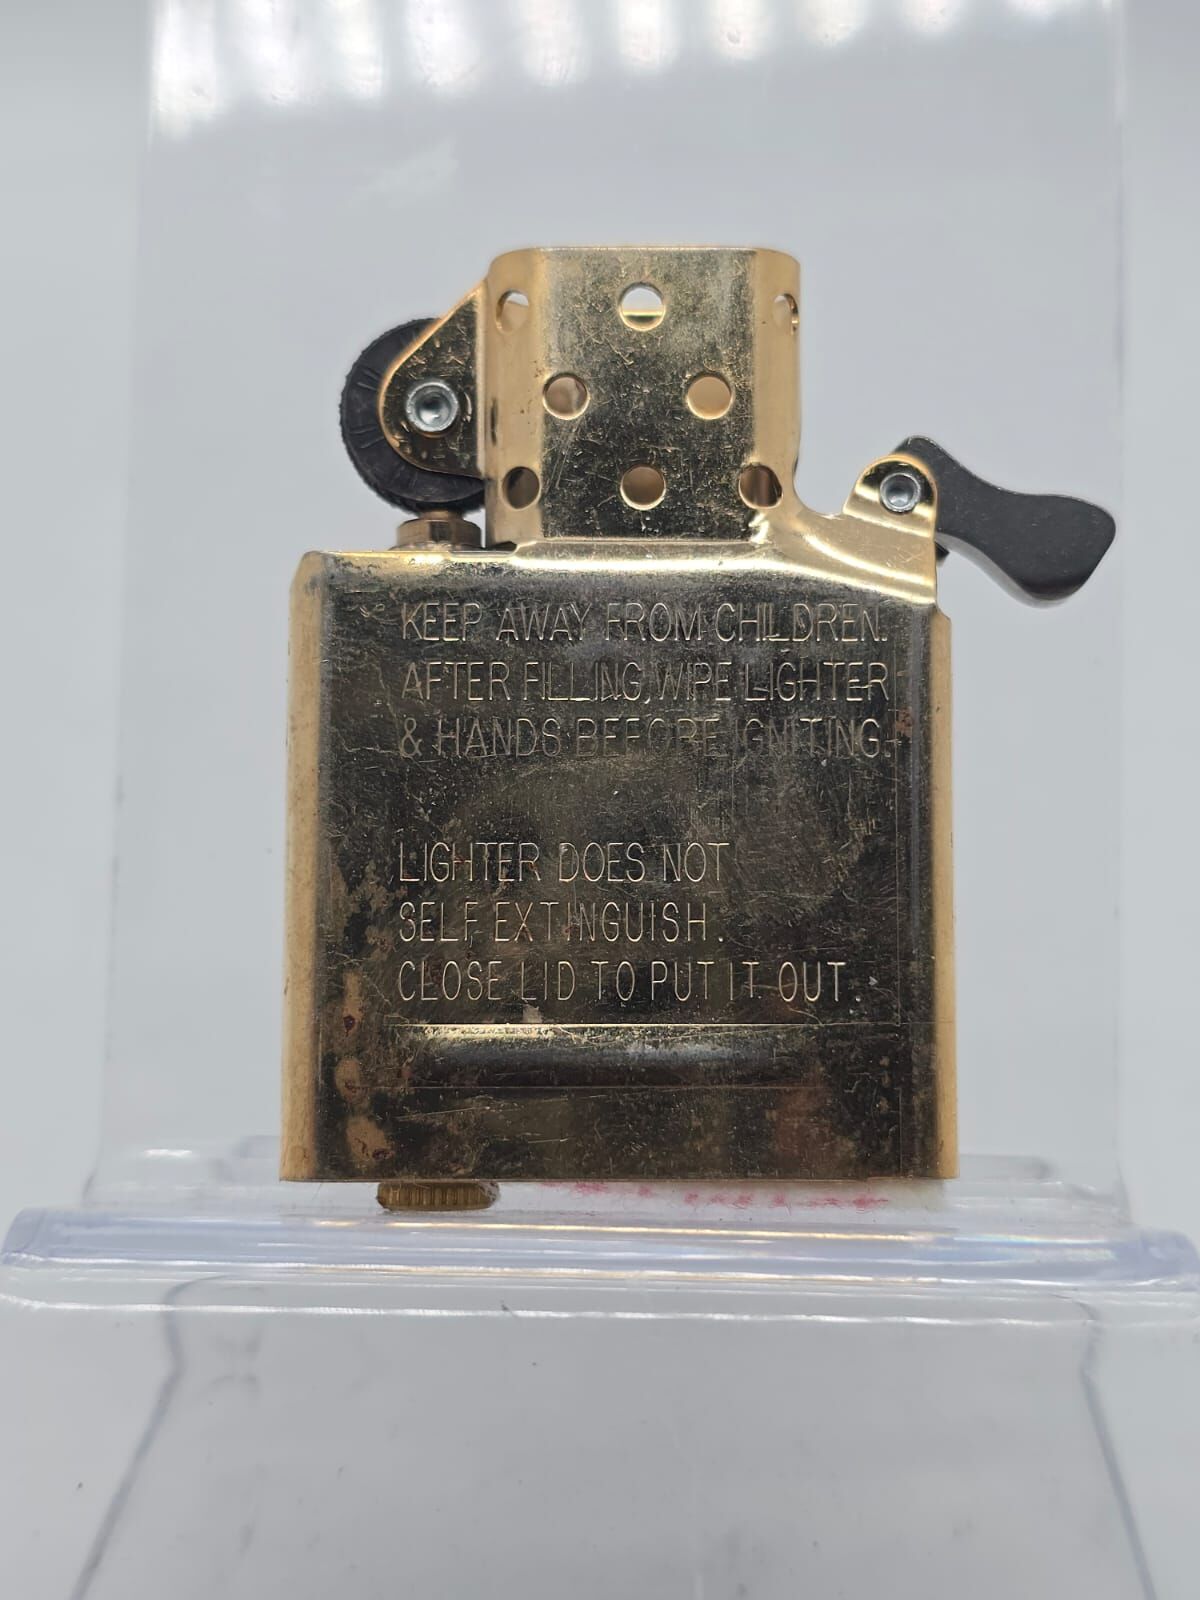 KEEP AWAY FROM CHILDREN.
AFTER FILLING, WIPE LIGHTER
& HANDS BEFORE IGNITING.
LIGHTER DOES NOT
SELF EXTINGUISH.
CLOSE LID TO PUT IT OUT.